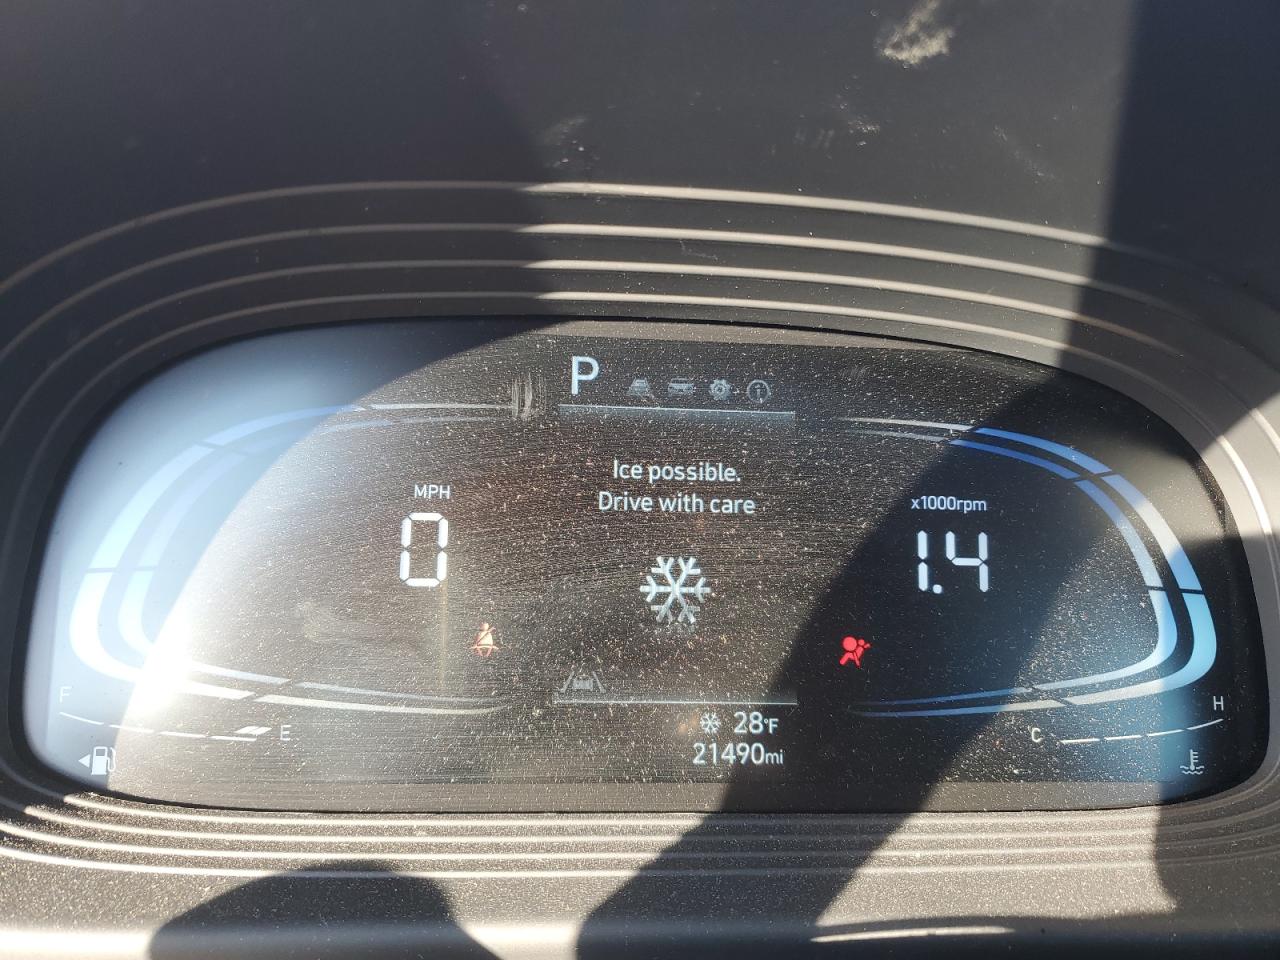 P
Ice possible.
Drive with care
MPH
0
x1000rpm
1.4
F
E
28°F
21490mi
C
H